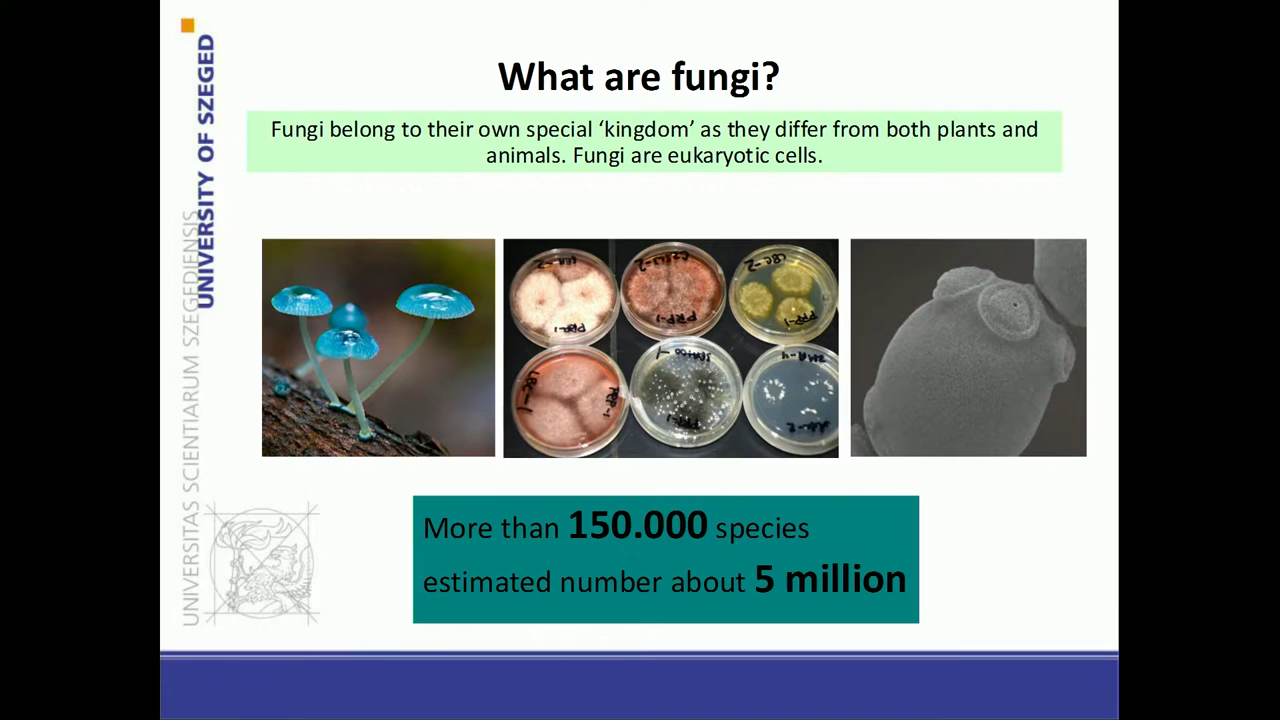 What are fungi?
Fungi belong to their own special ‘kingdom’ as they differ from both plants and
animals. Fungi are eukaryotic cells.
More than 150.000 species
estimated number about 5 million
UNIVERSITY OF SZEGED
UNIVERSITAS SCIENTIARUM SZEGEDIENSIS